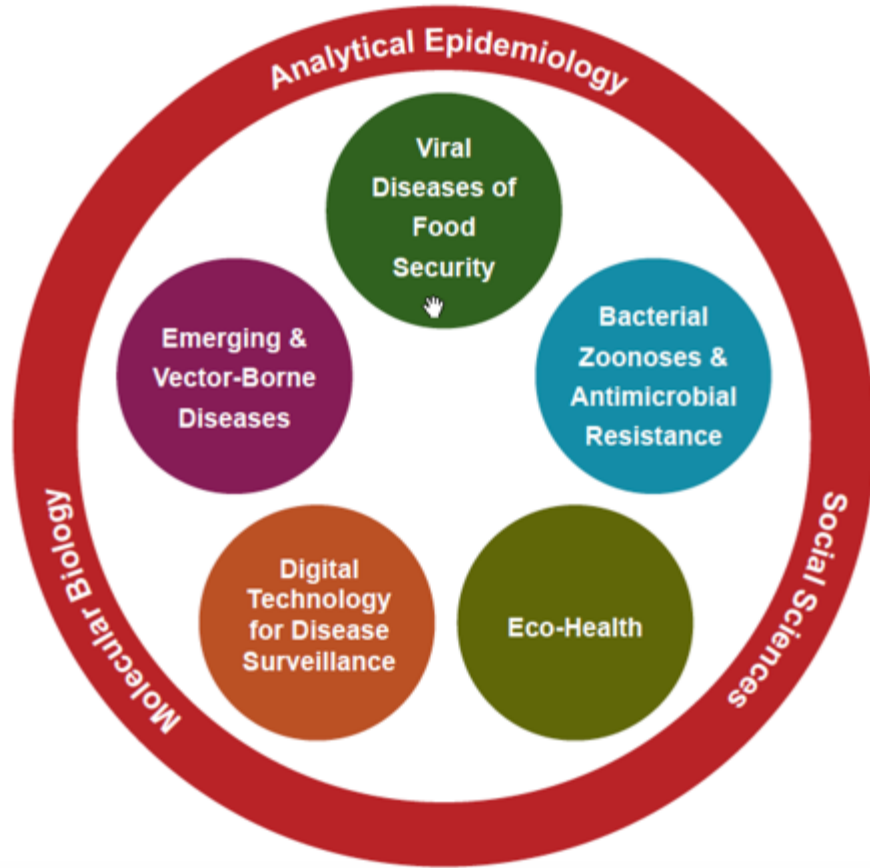 Analytical Epidemiology
Viral
Diseases of
Food
Security
Emerging &
Vector-Borne
Diseases
Bacterial
Zoonoses &
Antimicrobial
Resistance
Digital
Technology
for Disease
Surveillance
Eco-Health
Molecular Biology
Social Sciences